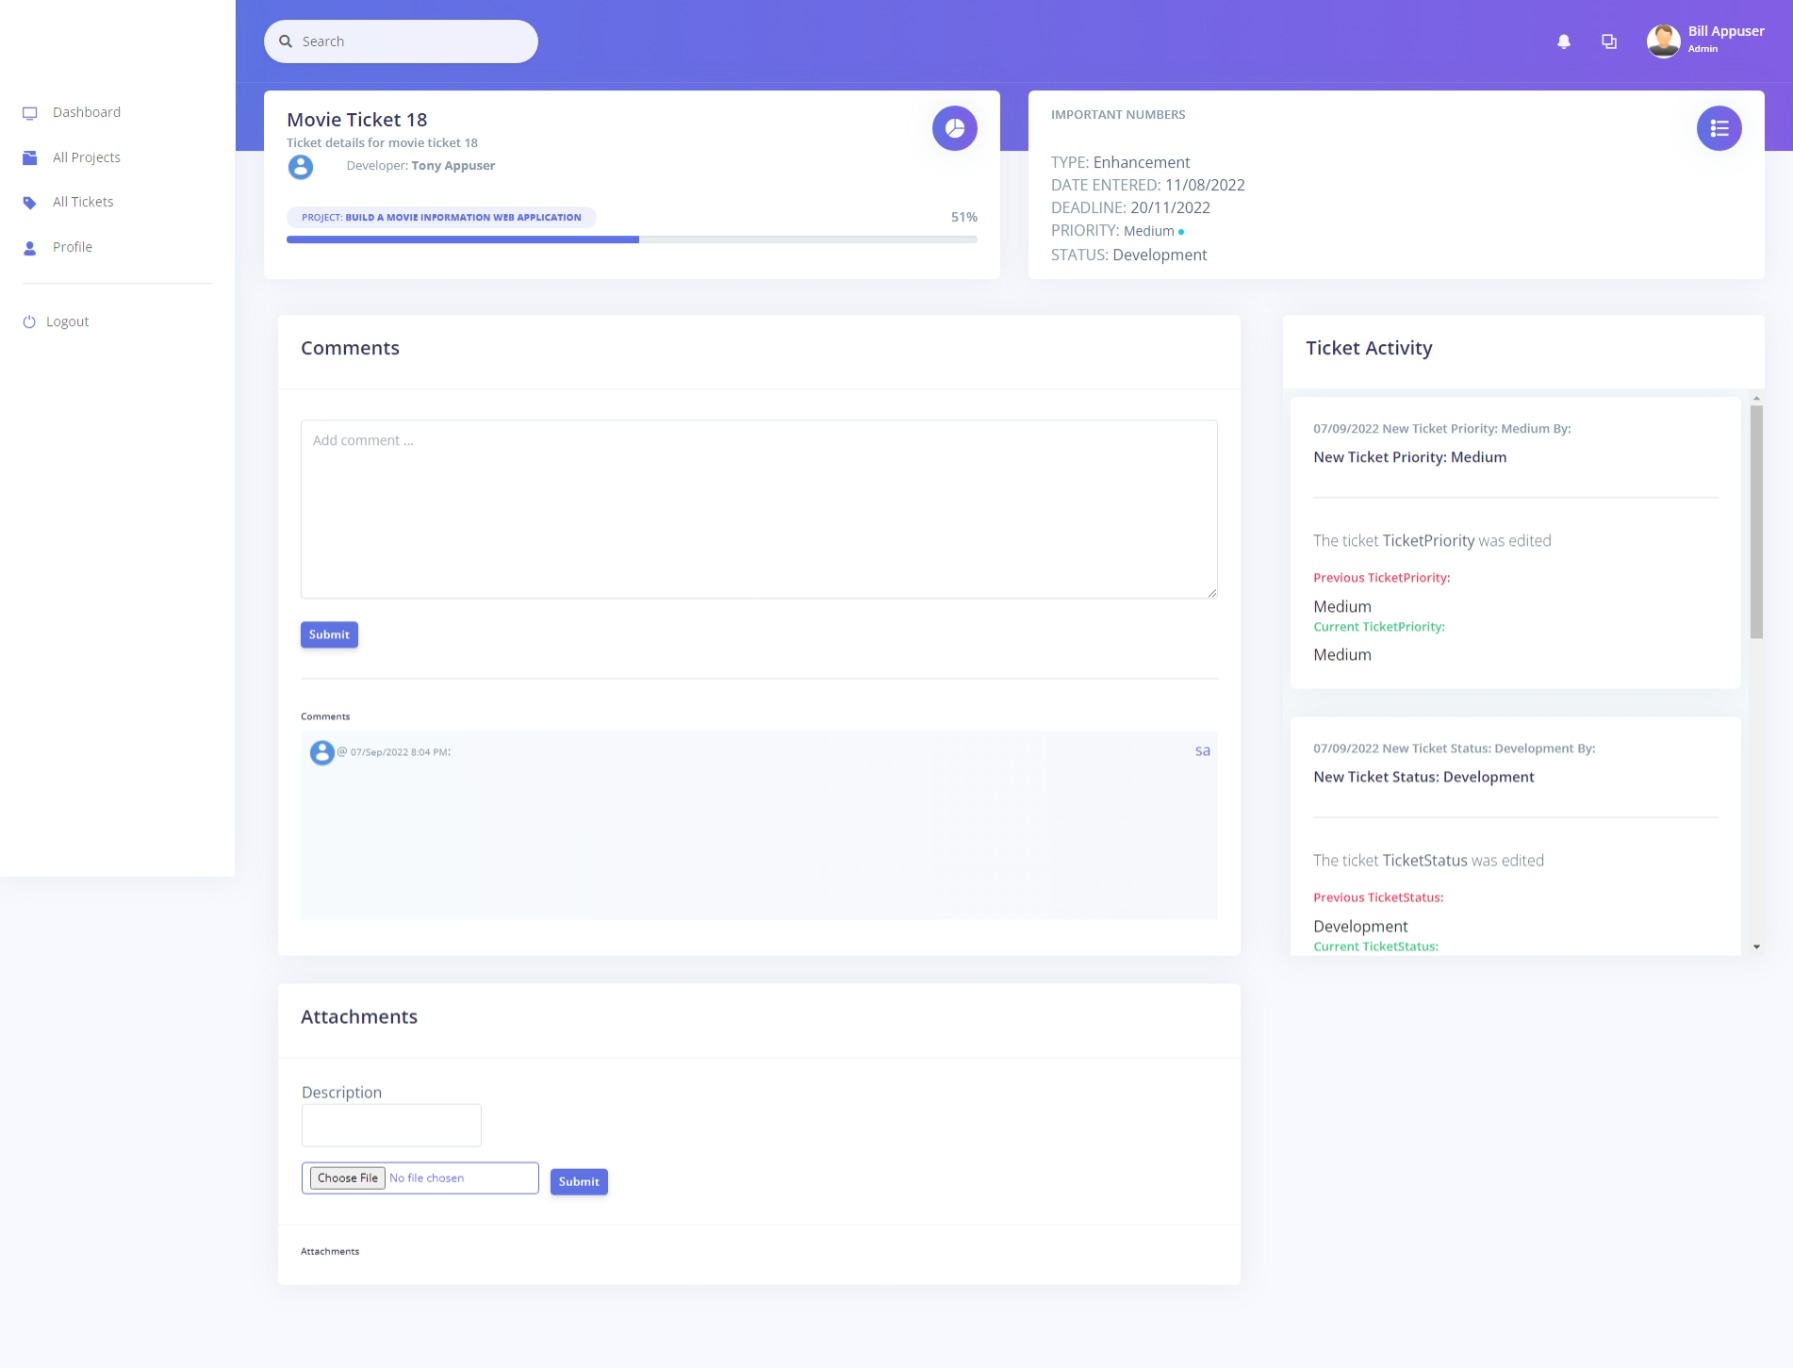 Search
Bill Appuser
Admin
Dashboard
All Projects
All Tickets
Profile
Logout
Movie Ticket 18
Ticket details for movie ticket 18
Developer: Tony Appuser
PROJECT: BUILD A MOVIE INFORMATION WEB APPLICATION
51%
IMPORTANT NUMBERS
TYPE: Enhancement
DATE ENTERED: 11/08/2022
DEADLINE: 20/11/2022
PRIORITY: Medium
STATUS: Development
Comments
Add comment ...
Submit
Comments
@ 07/Sep/2022 8:04 PM:
sa
Ticket Activity
07/09/2022 New Ticket Priority: Medium By:
New Ticket Priority: Medium
The ticket TicketPriority was edited
Previous TicketPriority:
Medium
Current TicketPriority:
Medium
07/09/2022 New Ticket Status: Development By:
New Ticket Status: Development
The ticket TicketStatus was edited
Previous TicketStatus:
Development
Current TicketStatus:
Attachments
Description
Choose File No file chosen
Submit
Attachments